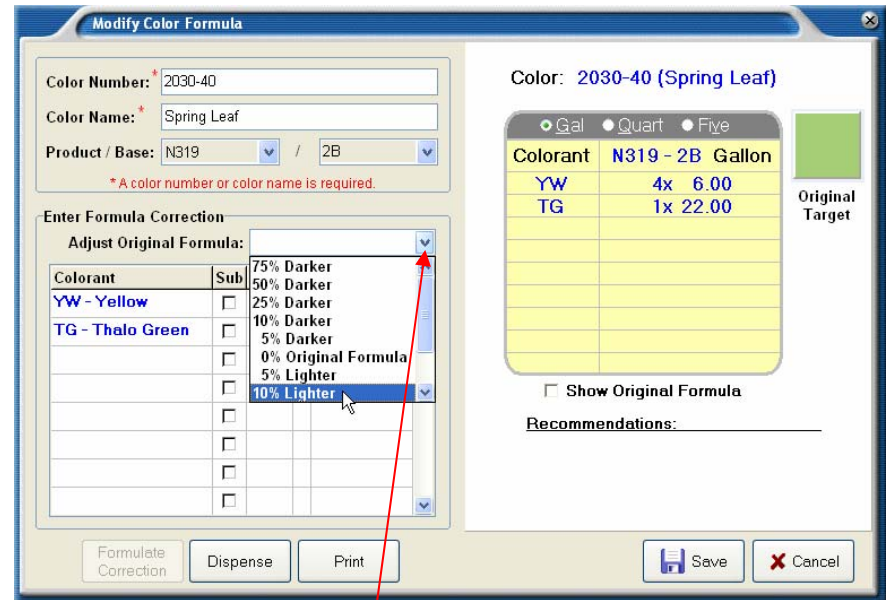 Modify Color Formula
Color Number:* 2030-40
Color Name:* Spring Leaf
Product / Base: N319 / 2B
* A color number or color name is required.
Enter Formula Correction
Adjust Original Formula:
75% Darker
50% Darker
25% Darker
10% Darker
5% Darker
0% Original Formula
5% Lighter
10% Lighter
Colorant Sub
YW - Yellow
TG - Thalo Green
Formulate
Correction
Dispense
Print
Color: 2030-40 (Spring Leaf)
Gal Quart Five
Colorant N319 - 2B Gallon
YW 4x 6.00
TG 1x 22.00
Original
Target
Show Original Formula
Recommendations:
Save
Cancel